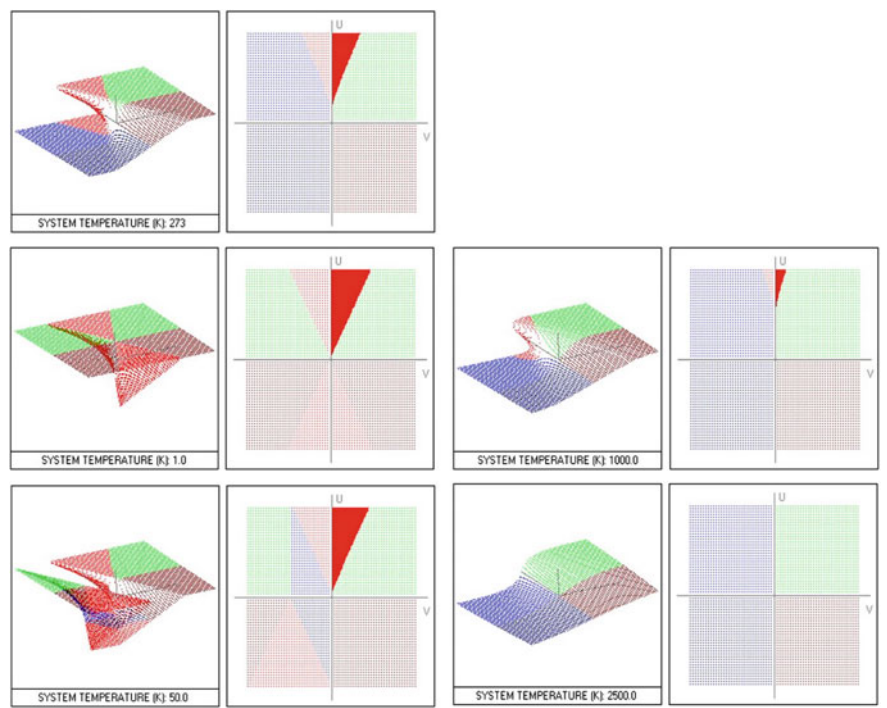 U
V
SYSTEM TEMPERATURE (K): 273
U
V
SYSTEM TEMPERATURE (K): 1.0
U
V
SYSTEM TEMPERATURE (K): 1000.0
U
V
SYSTEM TEMPERATURE (K): 50.0
U
V
SYSTEM TEMPERATURE (K): 2500.0